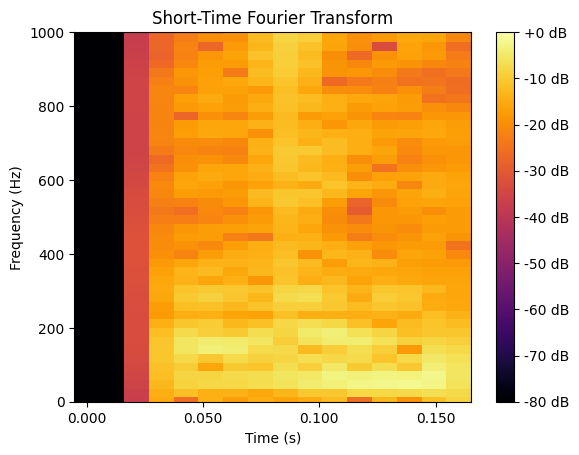 Short-Time Fourier Transform
1000
800
600
400
200
0
Frequency (Hz)
0.000
0.050
0.100
0.150
Time (s)
+0 dB
-10 dB
-20 dB
-30 dB
-40 dB
-50 dB
-60 dB
-70 dB
-80 dB